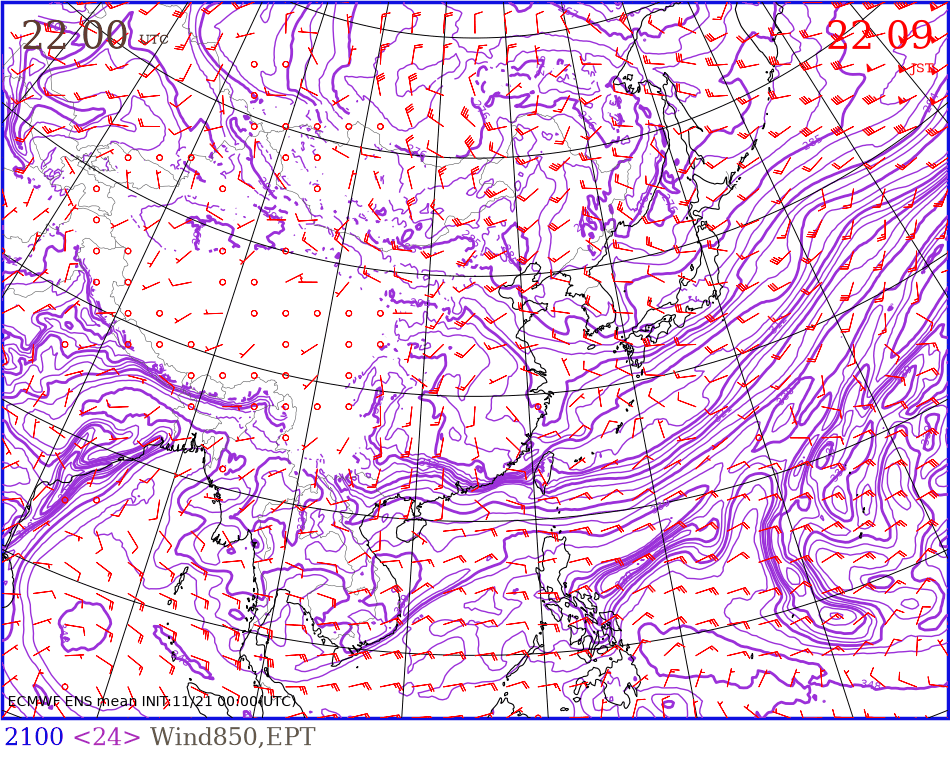 22 00 UTC
22 09
JST
ECMWF ENS mean INIT:11/21 00:00(UTC)
2100 <24> Wind850,EPT